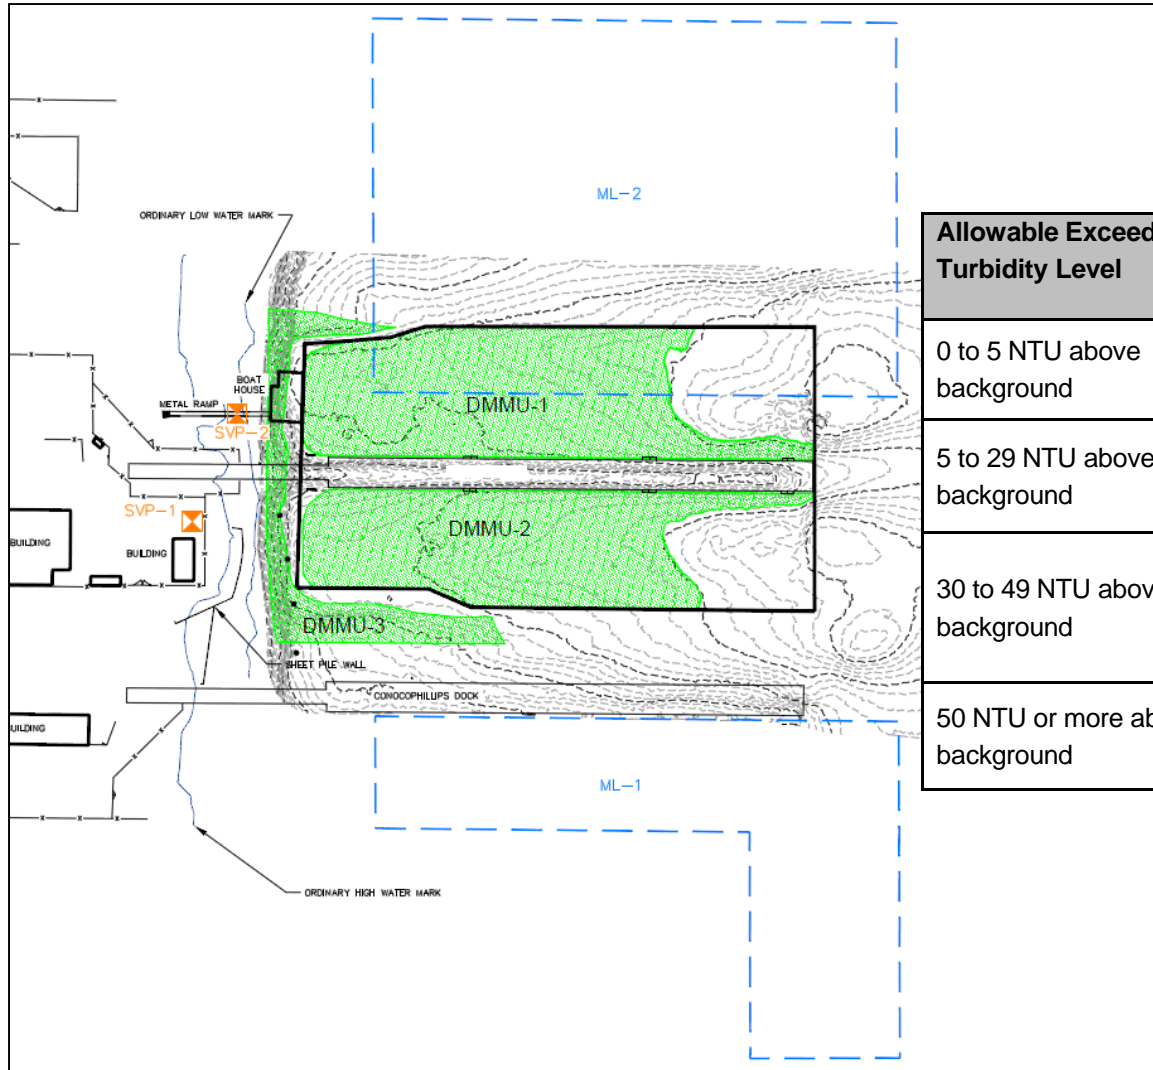 ML-2
ORDINARY LOW WATER MARK
BOAT
HOUSE
METAL RAMP
SVP-2
DMMU-1
SVP-1
DMMU-2
BUILDING
BUILDING
DMMU-3
SHEET PILE WALL
CONOCOPHILLIPS DOCK
UILDING
ML-1
ORDINARY HIGH WATER MARK
Allowable Exceed
Turbidity Level
0 to 5 NTU above
background
5 to 29 NTU above
background
30 to 49 NTU abov
background
50 NTU or more ab
background